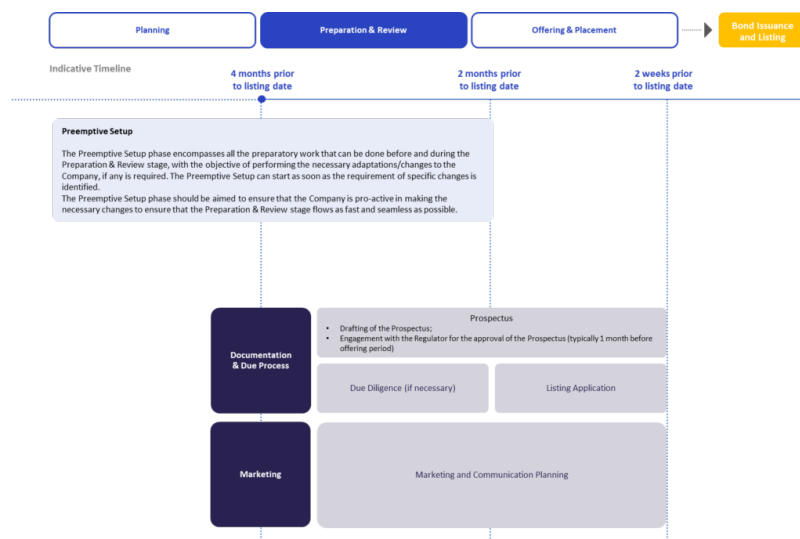 Planning
Preparation & Review
Offering & Placement
Bond Issuance
and Listing
Indicative Timeline
4 months prior
to listing date
2 months prior
to listing date
2 weeks prior
to listing date
Preemptive Setup
The Preemptive Setup phase encompasses all the preparatory work that can be done before and during the
Preparation & Review stage, with the objective of performing the necessary adaptations/changes to the
Company, if any is required. The Preemptive Setup can start as soon as the requirement of specific changes is
identified.
The Preemptive Setup phase should be aimed to ensure that the Company is pro-active in making the
necessary changes to ensure that the Preparation & Review stage flows as fast and seamless as possible.
Documentation
& Due Process
Prospectus
• Drafting of the Prospectus;
• Engagement with the Regulator for the approval of the Prospectus (typically 1 month before
offering period)
Due Diligence (if necessary)
Listing Application
Marketing
Marketing and Communication Planning